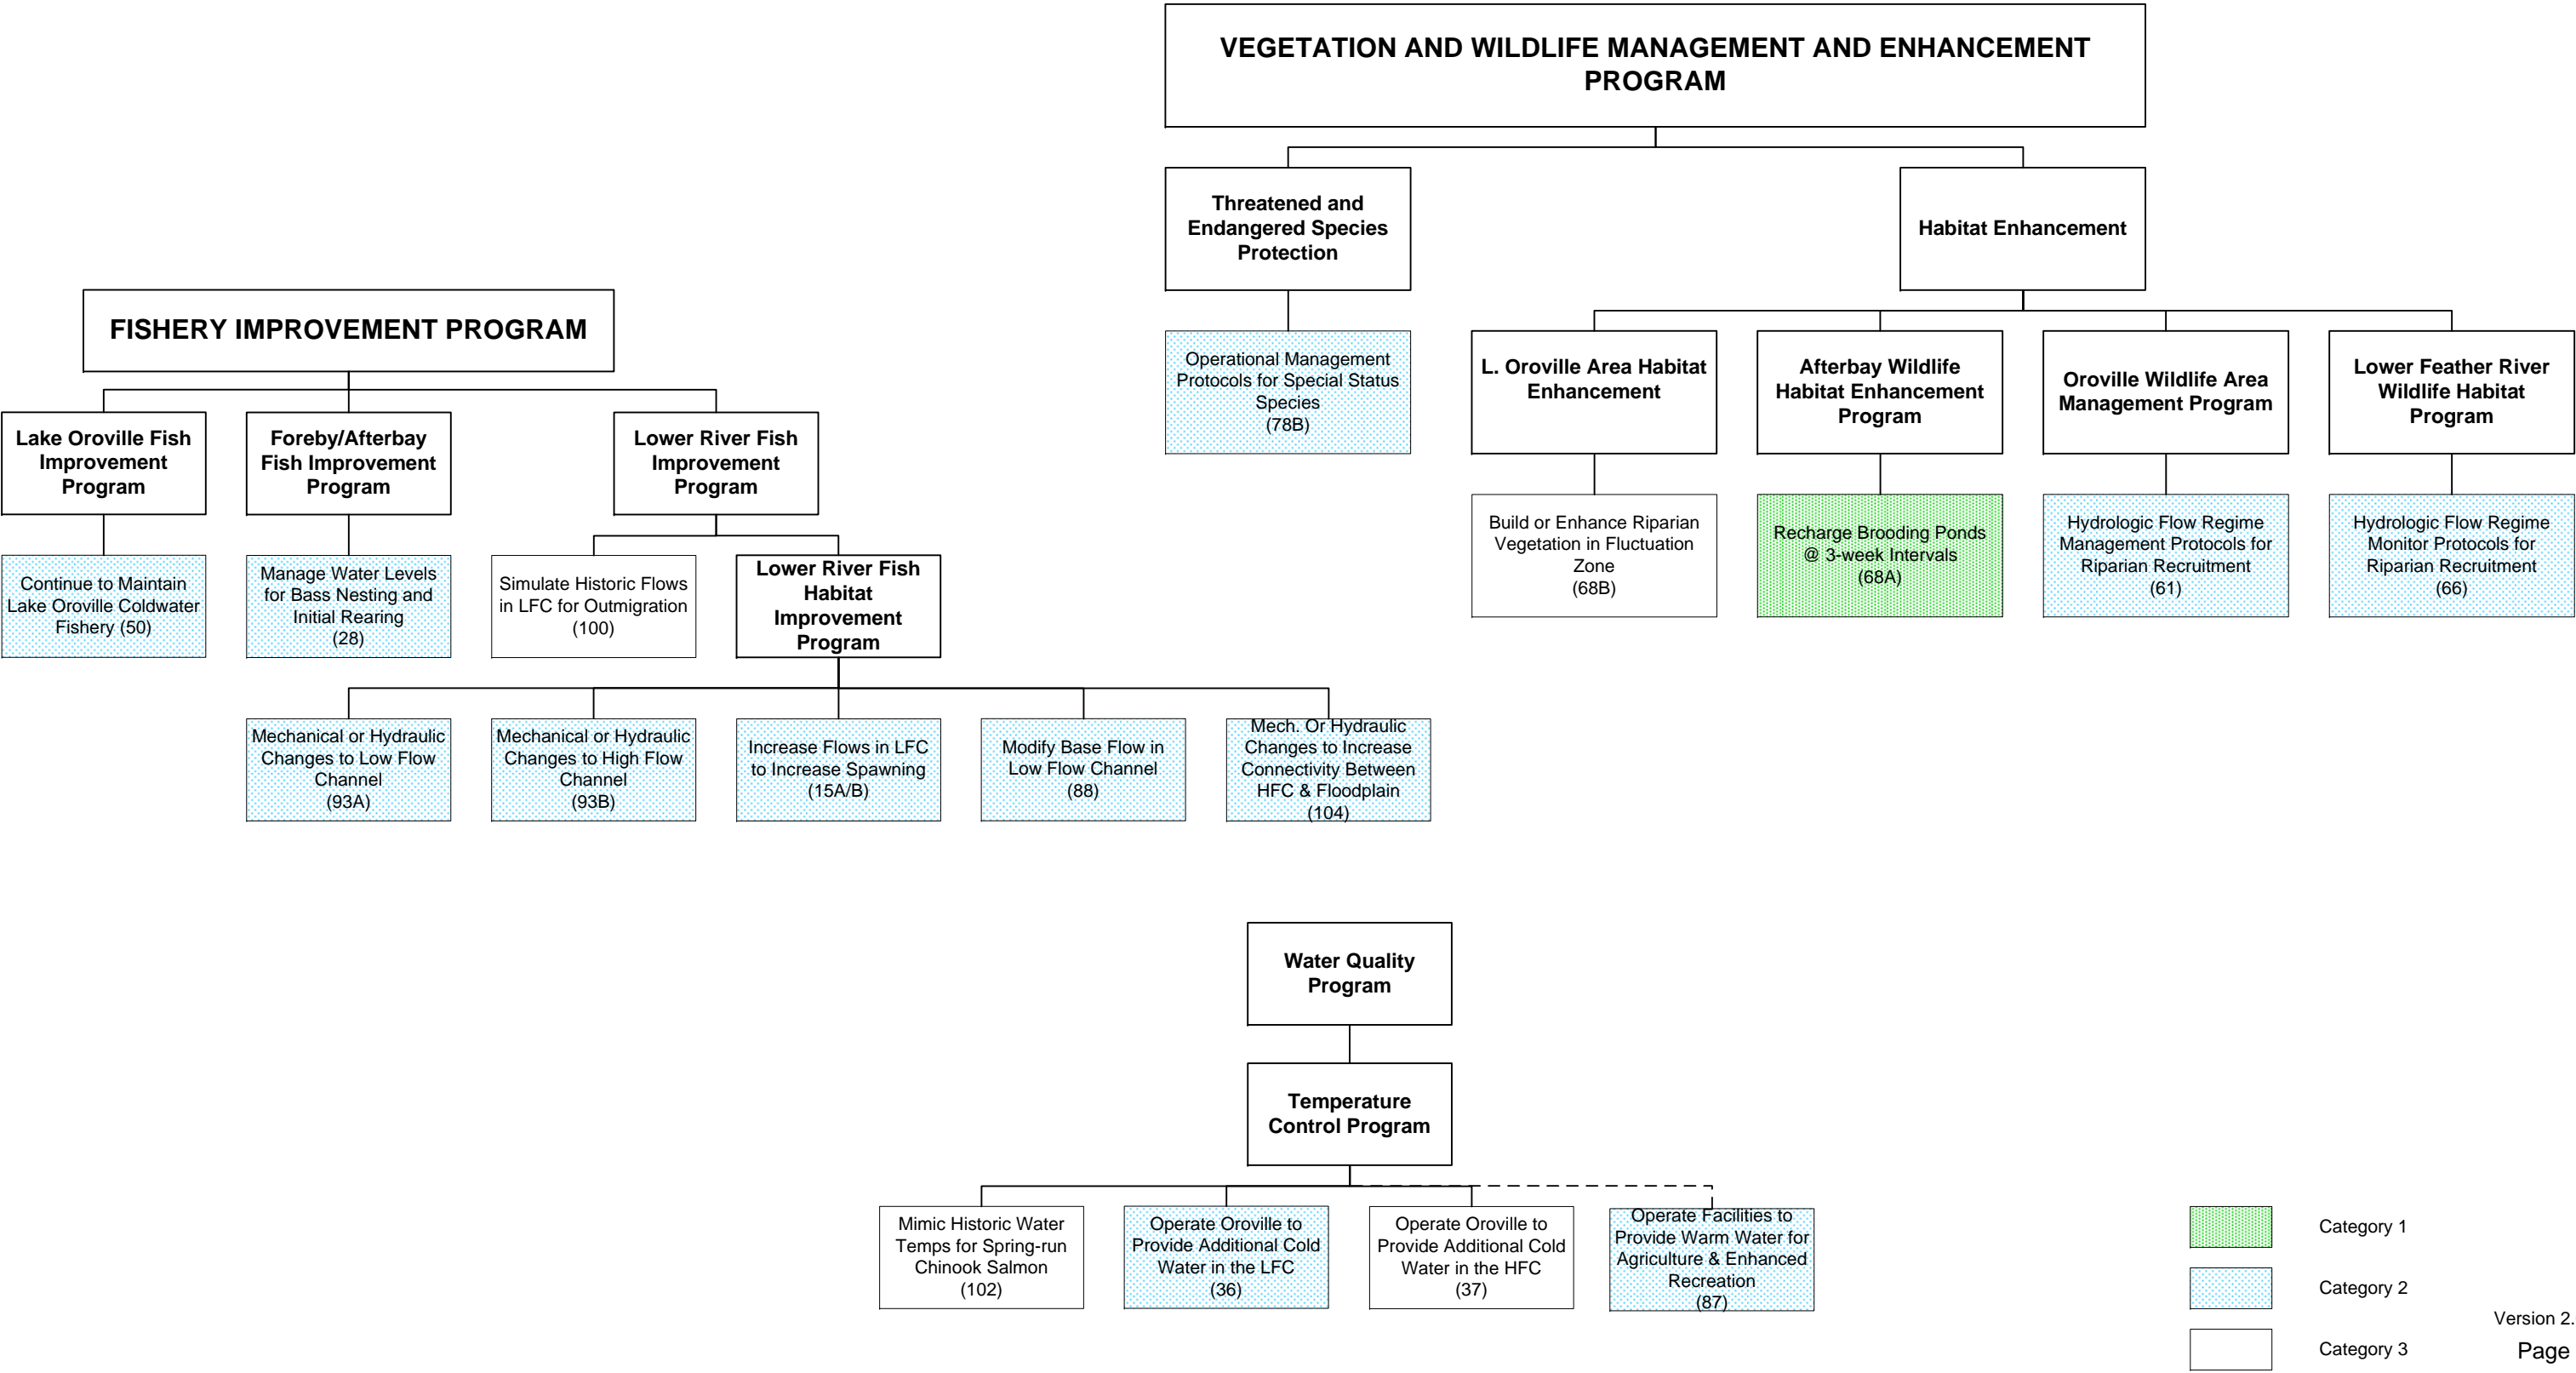 VEGETATION AND WILDLIFE MANAGEMENT AND ENHANCEMENT
PROGRAM
Threatened and
Endangered Species
Protection
Habitat Enhancement
Operational Management
Protocols for Special Status
Species
(78B)
L. Oroville Area Habitat
Enhancement
Afterbay Wildlife
Habitat Enhancement
Program
Oroville Wildlife Area
Management Program
Lower Feather River
Wildlife Habitat
Program
Build or Enhance Riparian
Vegetation in Fluctuation
Zone
(68B)
Recharge Brooding Ponds
@ 3-week Intervals
(68A)
Hydrologic Flow Regime
Management Protocols for
Riparian Recruitment
(61)
Hydrologic Flow Regime
Monitor Protocols for
Riparian Recruitment
(66)
FISHERY IMPROVEMENT PROGRAM
Lake Oroville Fish
Improvement
Program
Foreby/Afterbay
Fish Improvement
Program
Lower River Fish
Improvement
Program
Continue to Maintain
Lake Oroville Coldwater
Fishery (50)
Manage Water Levels
for Bass Nesting and
Initial Rearing
(28)
Simulate Historic Flows
in LFC for Outmigration
(100)
Lower River Fish
Habitat
Improvement
Program
Mechanical or Hydraulic
Changes to Low Flow
Channel
(93A)
Mechanical or Hydraulic
Changes to High Flow
Channel
(93B)
Increase Flows in LFC
to Increase Spawning
(15A/B)
Modify Base Flow in
Low Flow Channel
(88)
Mech. Or Hydraulic
Changes to Increase
Connectivity Between
HFC & Floodplain
(104)
Water Quality
Program
Temperature
Control Program
Mimic Historic Water
Temps for Spring-run
Chinook Salmon
(102)
Operate Oroville to
Provide Additional Cold
Water in the LFC
(36)
Operate Oroville to
Provide Additional Cold
Water in the HFC
(37)
Operate Facilities to
Provide Warm Water for
Agriculture & Enhanced
Recreation
(87)
Category 1
Category 2
Category 3
Version 2.
Page